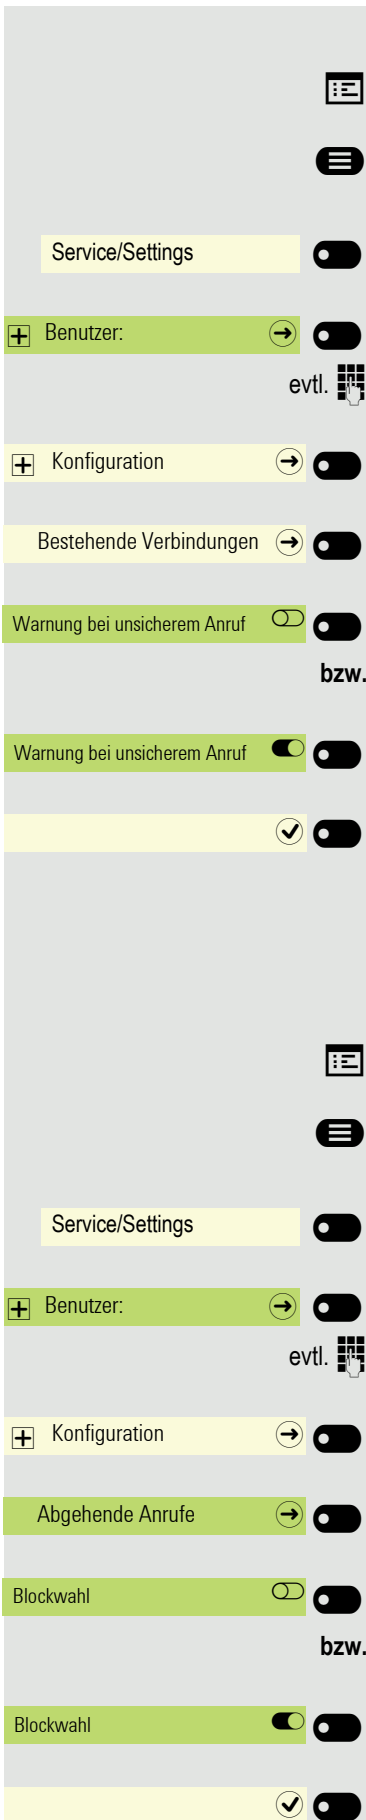 Service/Settings
Benutzer:
evtl.
Konfiguration
Bestehende Verbindungen
Warnung bei unsicherem Anruf
bzw.
Warnung bei unsicherem Anruf
Service/Settings
Benutzer:
evtl.
Konfiguration
Abgehende Anrufe
Blockwahl
bzw.
Blockwahl